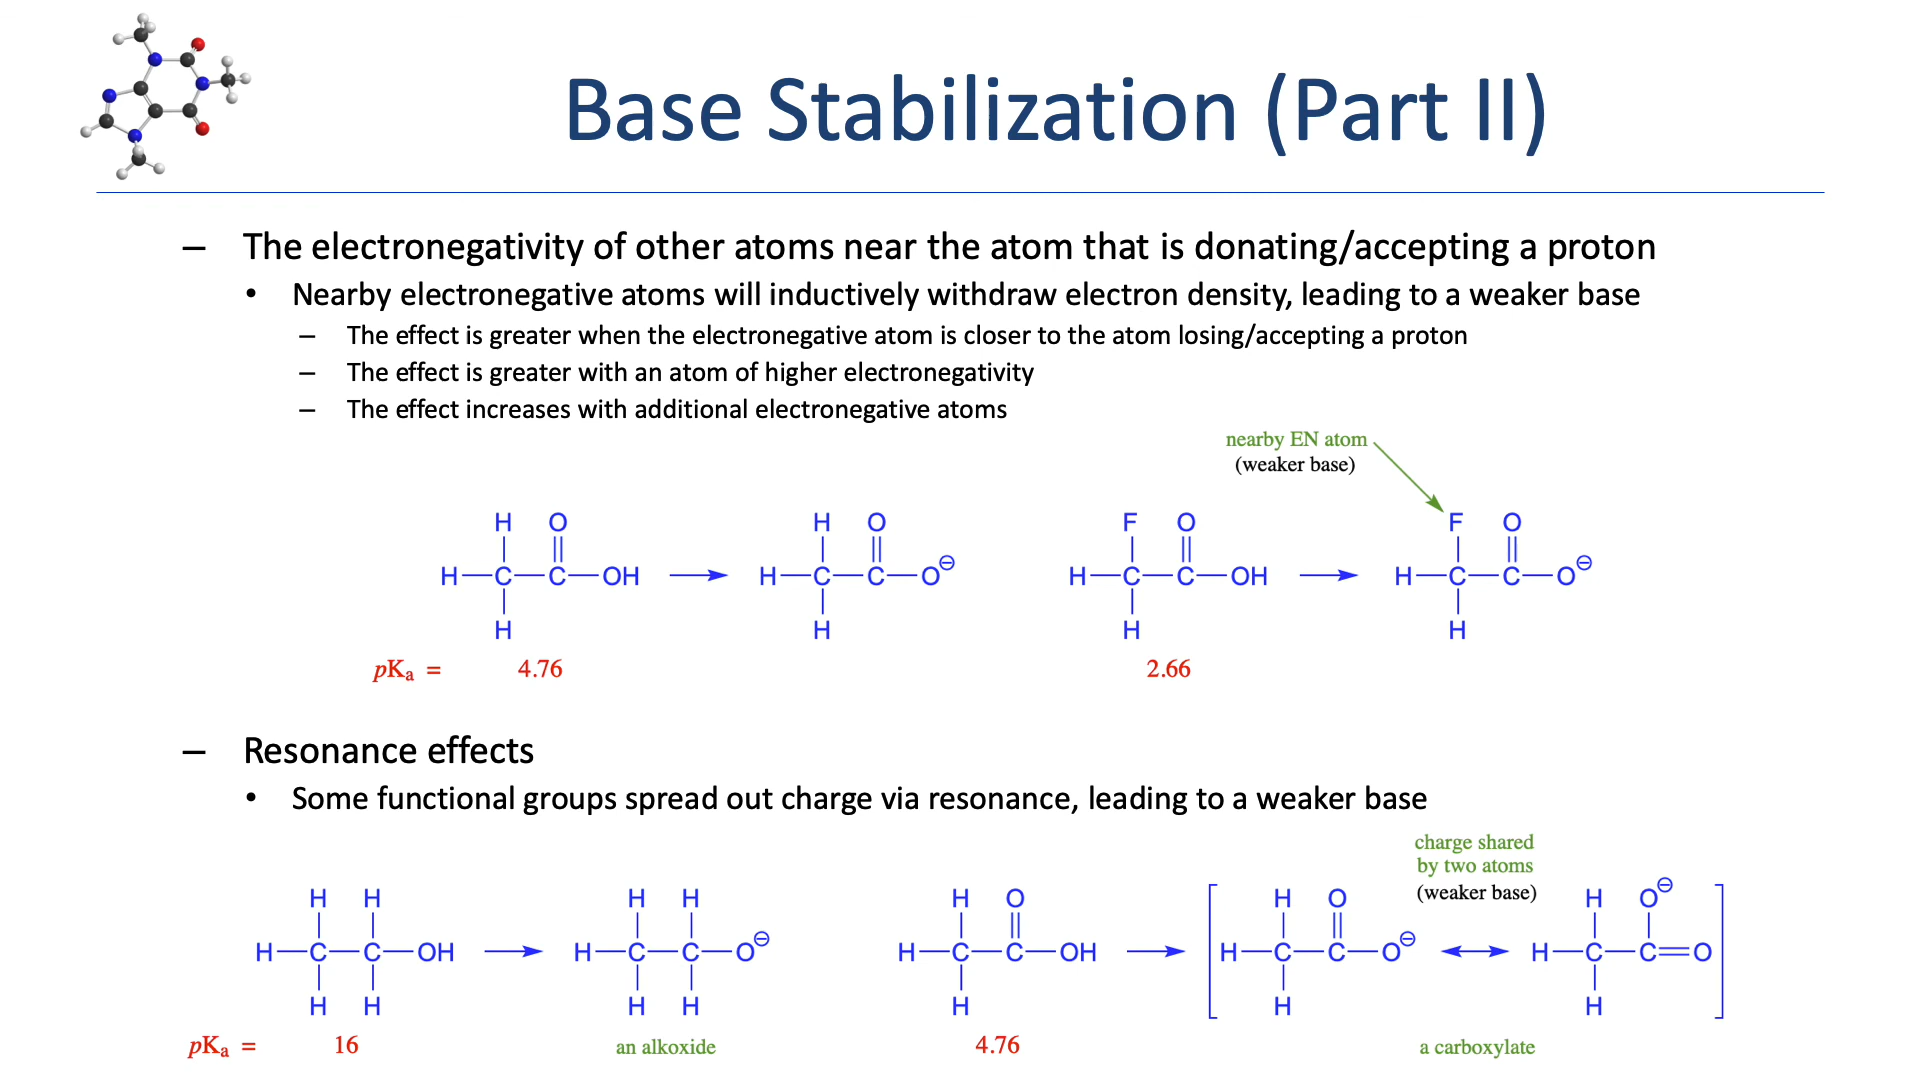 Base Stabilization (Part II)
– The electronegativity of other atoms near the atom that is donating/accepting a proton
• Nearby electronegative atoms will inductively withdraw electron density, leading to a weaker base
– The effect is greater when the electronegative atom is closer to the atom losing/accepting a proton
– The effect is greater with an atom of higher electronegativity
– The effect increases with additional electronegative atoms
nearby EN atom
(weaker base)
H O H O F O F O
H—C—C—OH → H—C—C—O⊖ H—C—C—OH → H—C—C—O⊖
H H H H
pKa = 4.76 2.66
– Resonance effects
• Some functional groups spread out charge via resonance, leading to a weaker base
charge shared
by two atoms
(weaker base)
H H H H H O H O H O⊖
H—C—C—OH → H—C—C—O⊖ H—C—C—OH → [H—C—C—O⊖ ↔ H—C—C=O]
H H H H H H H
pKa = 16 an alkoxide 4.76 a carboxylate